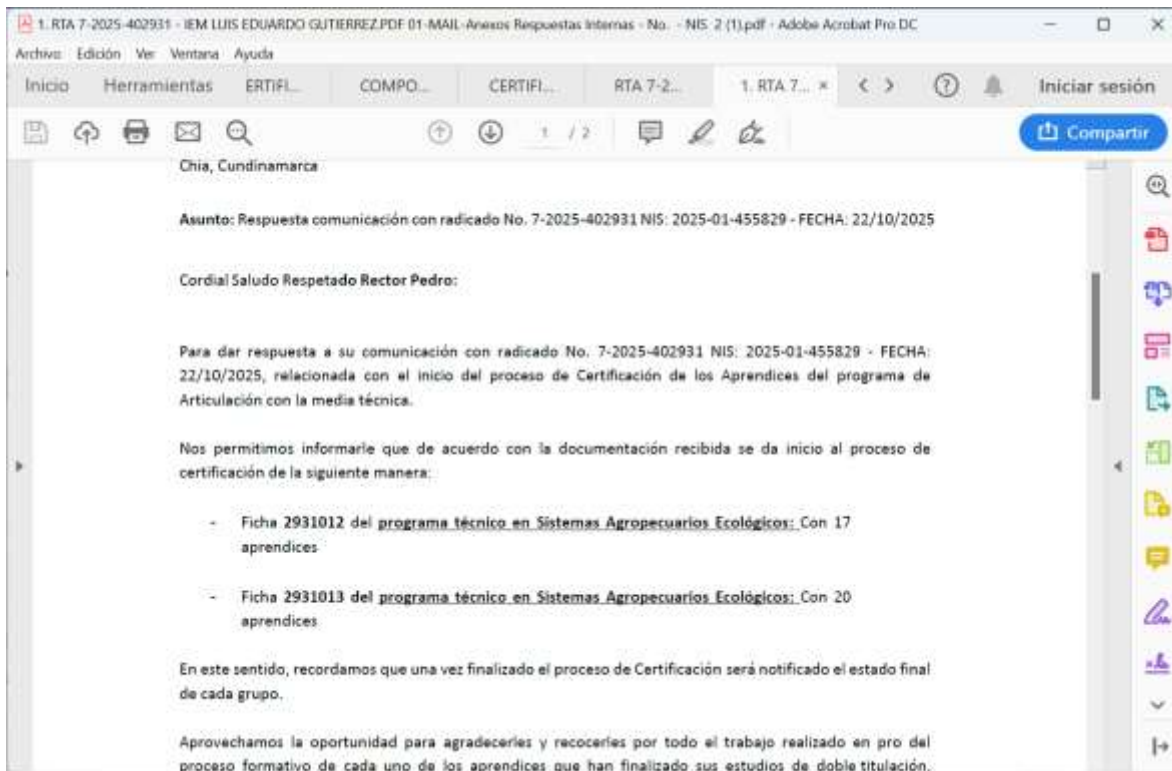 1. RTA 7-2025-402931 - IEM LUIS EDUARDO GUTIERREZ.PDF 01-MAIL-Anexos Respuestas Internas - No. - NIS 2 (1).pdf - Adobe Acrobat Pro DC
Archivo Edición Ver Ventana Ayuda
Inicio Herramientas ERTIFI... COMPO... CERTIFI... RTA 7-2... 1. RTA 7... × Iniciar sesión
1 / 2 Compartir
Chia, Cundinamarca
Asunto: Respuesta comunicación con radicado No. 7-2025-402931 NIS: 2025-01-455829 - FECHA: 22/10/2025
Cordial Saludo Respetado Rector Pedro:
Para dar respuesta a su comunicación con radicado No. 7-2025-402931 NIS: 2025-01-455829 - FECHA:
22/10/2025, relacionada con el inicio del proceso de Certificación de los Aprendices del programa de
Articulación con la media técnica.
Nos permitimos informarle que de acuerdo con la documentación recibida se da inicio al proceso de
certificación de la siguiente manera:
- Ficha 2931012 del programa técnico en Sistemas Agropecuarios Ecológicos: Con 17
aprendices
- Ficha 2931013 del programa técnico en Sistemas Agropecuarios Ecológicos: Con 20
aprendices
En este sentido, recordamos que una vez finalizado el proceso de Certificación será notificado el estado final
de cada grupo.
Aprovechamos la oportunidad para agradecerles y recocerles por todo el trabajo realizado en pro del
proceso formativo de cada uno de los aprendices que han finalizado sus estudios de doble titulación.